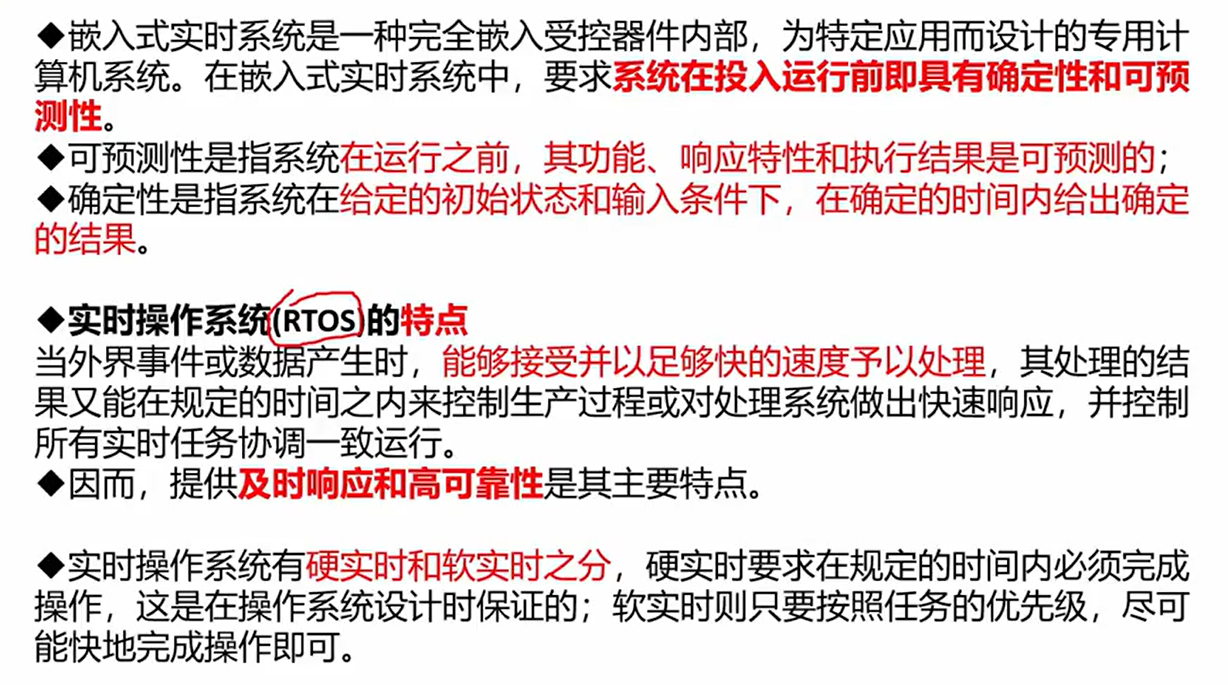 ◆嵌入式实时系统是一种完全嵌入受控器件内部，为特定应用而设计的专用计
算机系统。在嵌入式实时系统中，要求系统在投入运行前即具有确定性和可预
测性。
◆可预测性是指系统在运行之前，其功能、响应特性和执行结果是可预测的；
◆确定性是指系统在给定的初始状态和输入条件下，在确定的时间内给出确定
的结果。
◆实时操作系统(RTOS)的特点
当外界事件或数据产生时，能够接受并以足够快的速度予以处理，其处理的结
果又能在规定的时间之内来控制生产过程或对处理系统做出快速响应，并控制
所有实时任务协调一致运行。
◆因而，提供及时响应和高可靠性是其主要特点。
◆实时操作系统有硬实时和软实时之分，硬实时要求在规定的时间内必须完成
操作，这是在操作系统设计时保证的；软实时则只要按照任务的优先级，尽可
能快地完成操作即可。